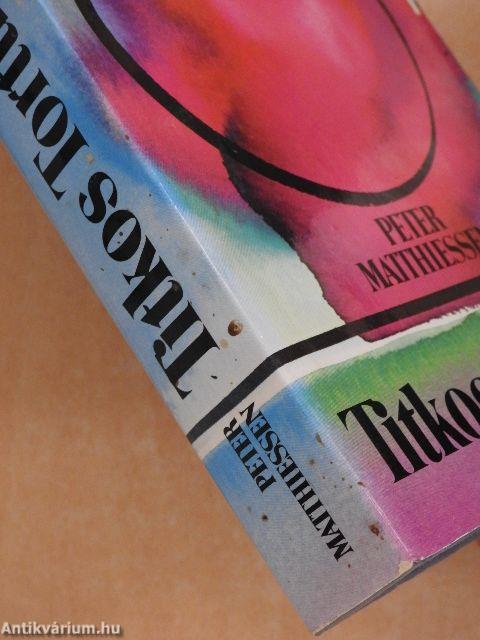 TITKOS
PETER
MATTHIESSEN
PETER
MATTHIESSEN
Titkos
Antikvárium.hu